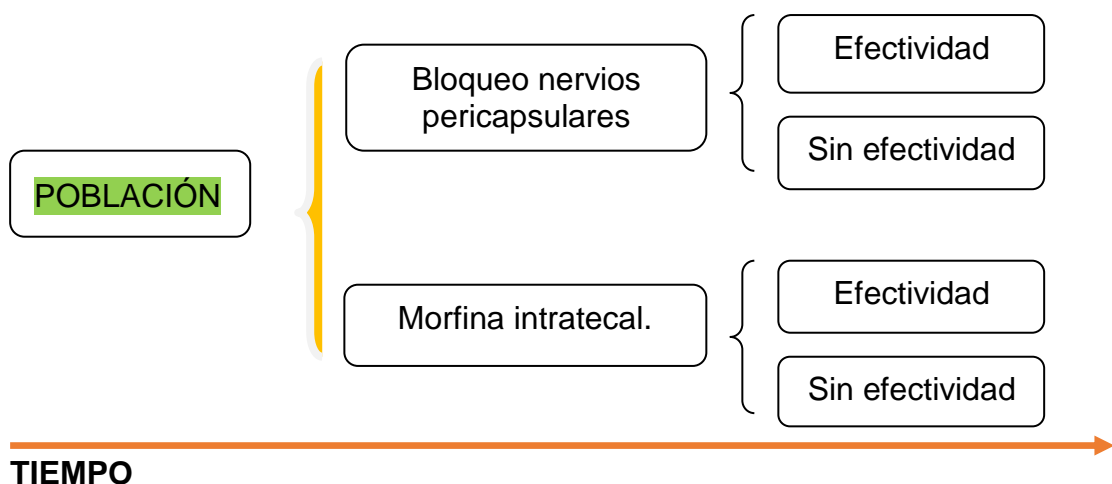 Efectividad
Bloqueo nervios
pericapsulares
Sin efectividad
POBLACIÓN
Efectividad
Morfina intratecal.
Sin efectividad
TIEMPO